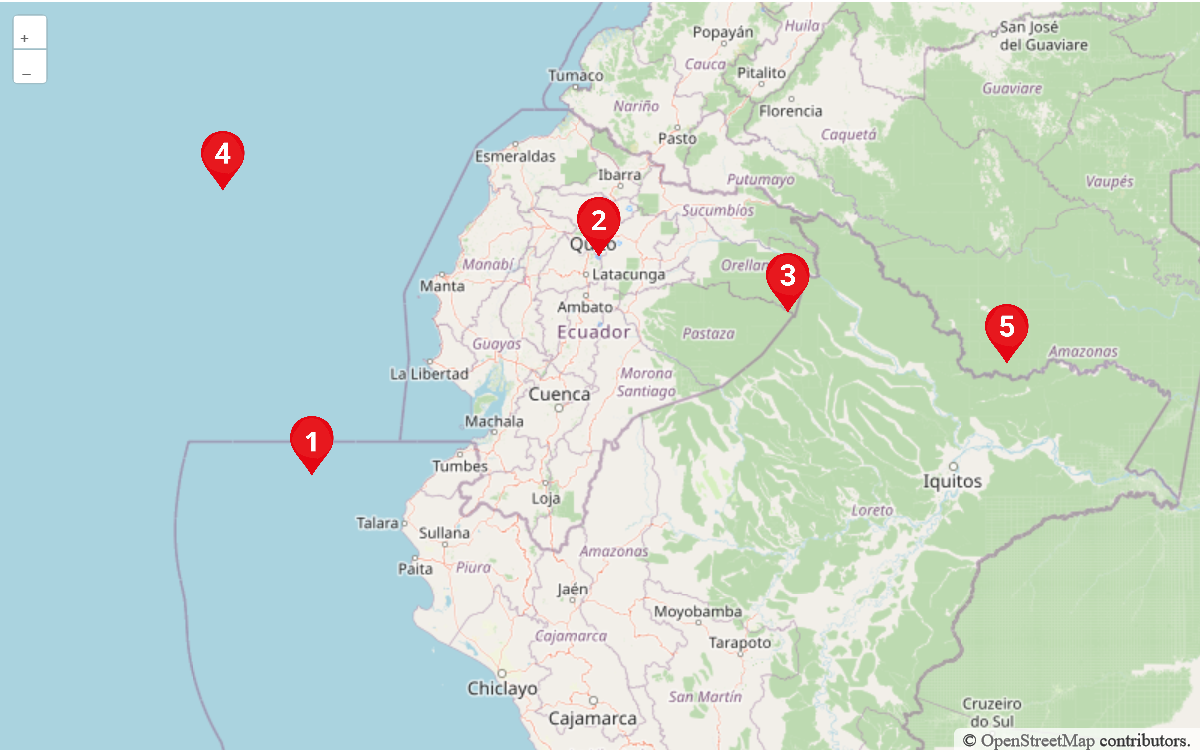 +
–
Popayán
Huila
San José
del Guaviare
Tumaco
Cauca
Pitalito
Guaviare
Nariño
Florencia
Caquetá
Pasto
4
Esmeraldas
Ibarra
Putumayo
Vaupés
Sucumbíos
2
Manabí
Latacunga
3
Manta
Ambato
Ecuador
Pastaza
5
Guayas
Amazonas
La Libertad
Morona
Santiago
Cuenca
Machala
1
Tumbes
Iquitos
Loja
Loreto
Talara
Sullana
Amazonas
Paita
Piura
Jaén
Moyobamba
Cajamarca
Tarapoto
Chiclayo
San Martín
Cruzeiro
do Sul
Cajamarca
© OpenStreetMap contributors.